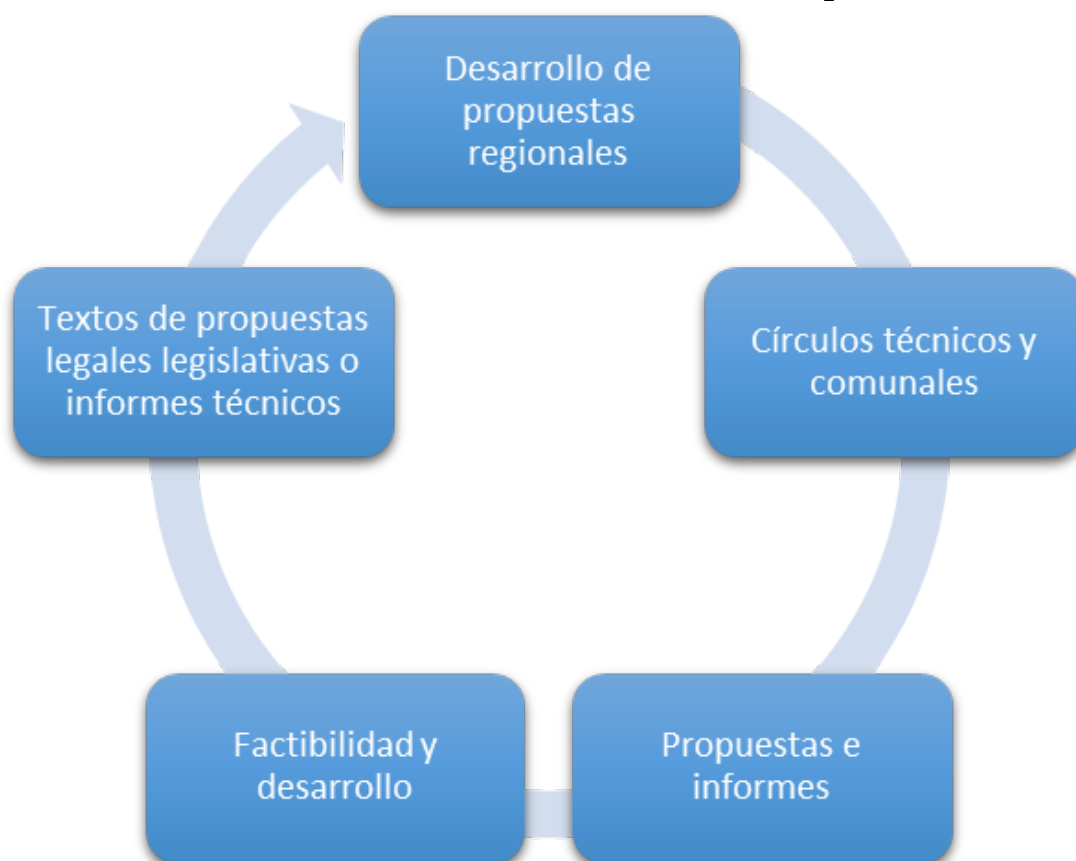 Desarrollo de
propuestas
regionales
Círculos técnicos y
comunales
Propuestas e
informes
Factibilidad y
desarrollo
Textos de propuestas
legales legislativas o
informes técnicos